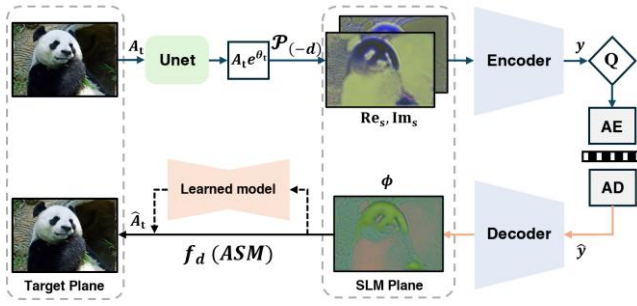 A_t
Unet
A_t e^{θ_t}
𝒫_(−d)
Re_s, Im_s
Encoder
y
Q
AE
AD
ŷ
Decoder
ϕ
SLM Plane
Learned model
f_d (ASM)
Â_t
Target Plane